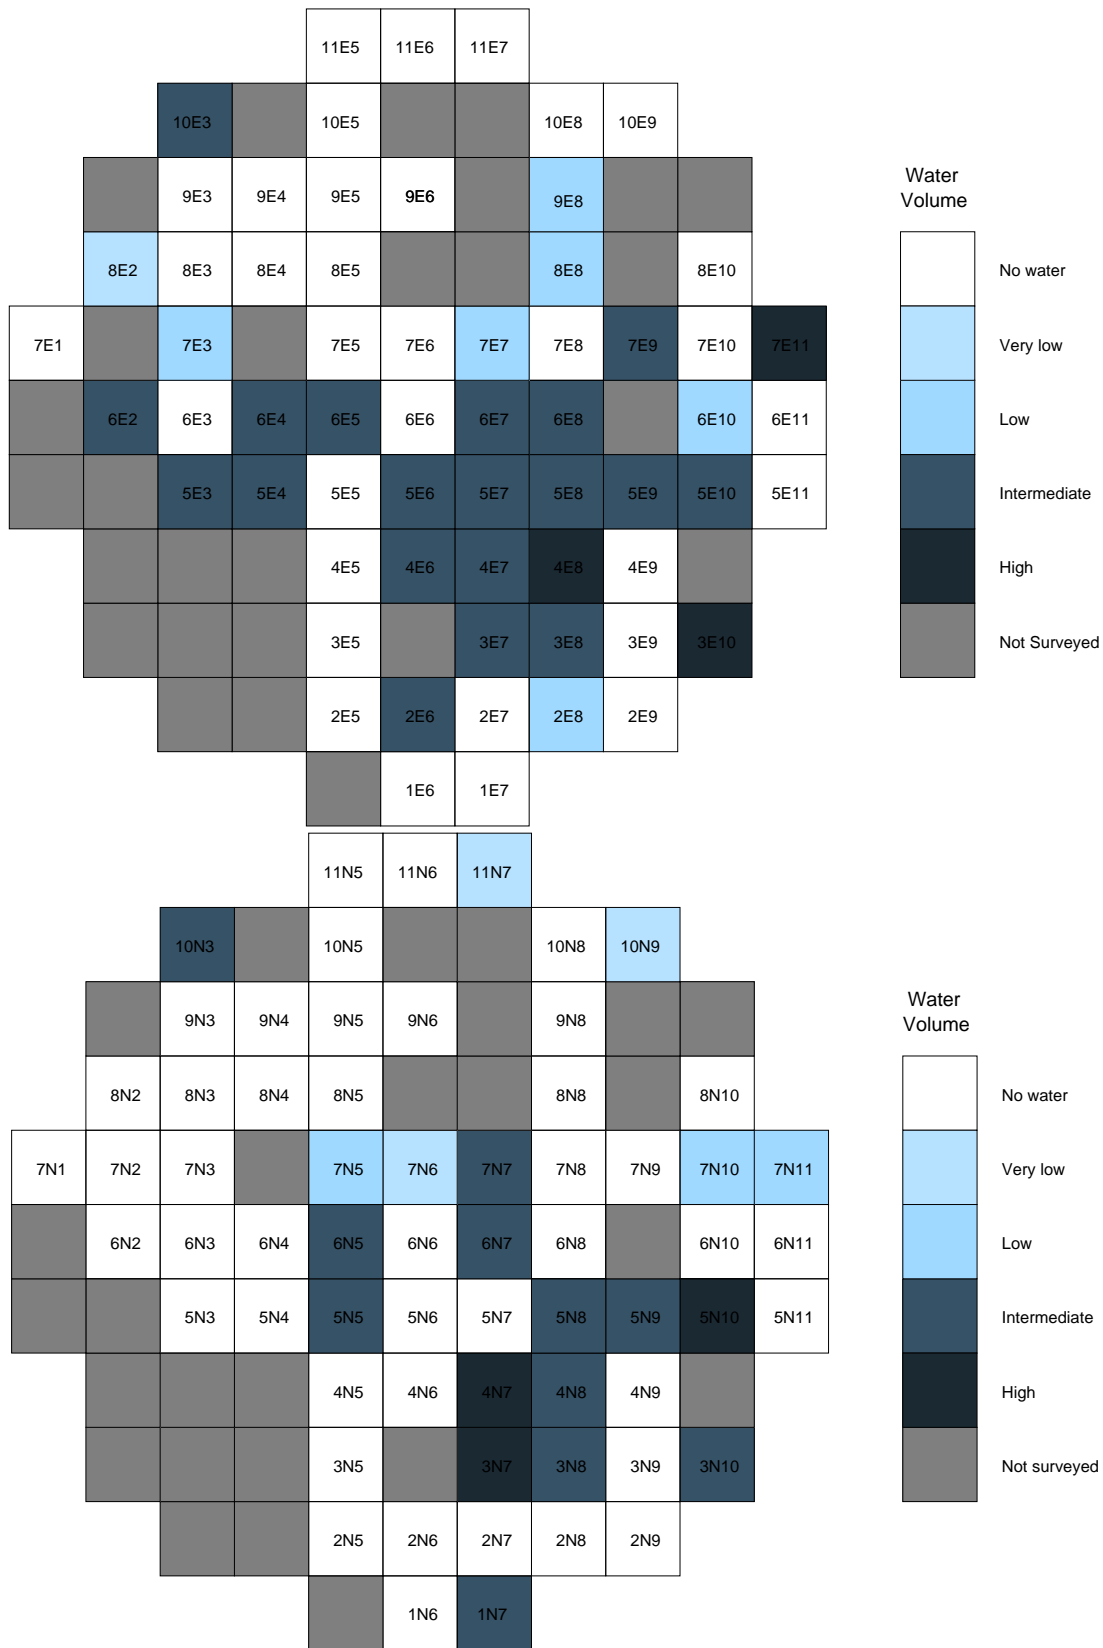 11E5 11E6 11E7
10E3 10E5 10E8 10E9
9E3 9E4 9E5 9E6 9E8
8E2 8E3 8E4 8E5 8E8 8E10
7E1 7E3 7E5 7E6 7E7 7E8 7E9 7E10 7E11
6E2 6E3 6E4 6E5 6E6 6E7 6E8 6E10 6E11
5E3 5E4 5E5 5E6 5E7 5E8 5E9 5E10 5E11
4E5 4E6 4E7 4E8 4E9
3E5 3E7 3E8 3E9 3E10
2E5 2E6 2E7 2E8 2E9
1E6 1E7
Water
Volume
No water
Very low
Low
Intermediate
High
Not Surveyed
11N5 11N6 11N7
10N3 10N5 10N8 10N9
9N3 9N4 9N5 9N6 9N8
8N2 8N3 8N4 8N5 8N8 8N10
7N1 7N2 7N3 7N5 7N6 7N7 7N8 7N9 7N10 7N11
6N2 6N3 6N4 6N5 6N6 6N7 6N8 6N10 6N11
5N3 5N4 5N5 5N6 5N7 5N8 5N9 5N10 5N11
4N5 4N6 4N7 4N8 4N9
3N5 3N7 3N8 3N9 3N10
2N5 2N6 2N7 2N8 2N9
1N6 1N7
Water
Volume
No water
Very low
Low
Intermediate
High
Not surveyed